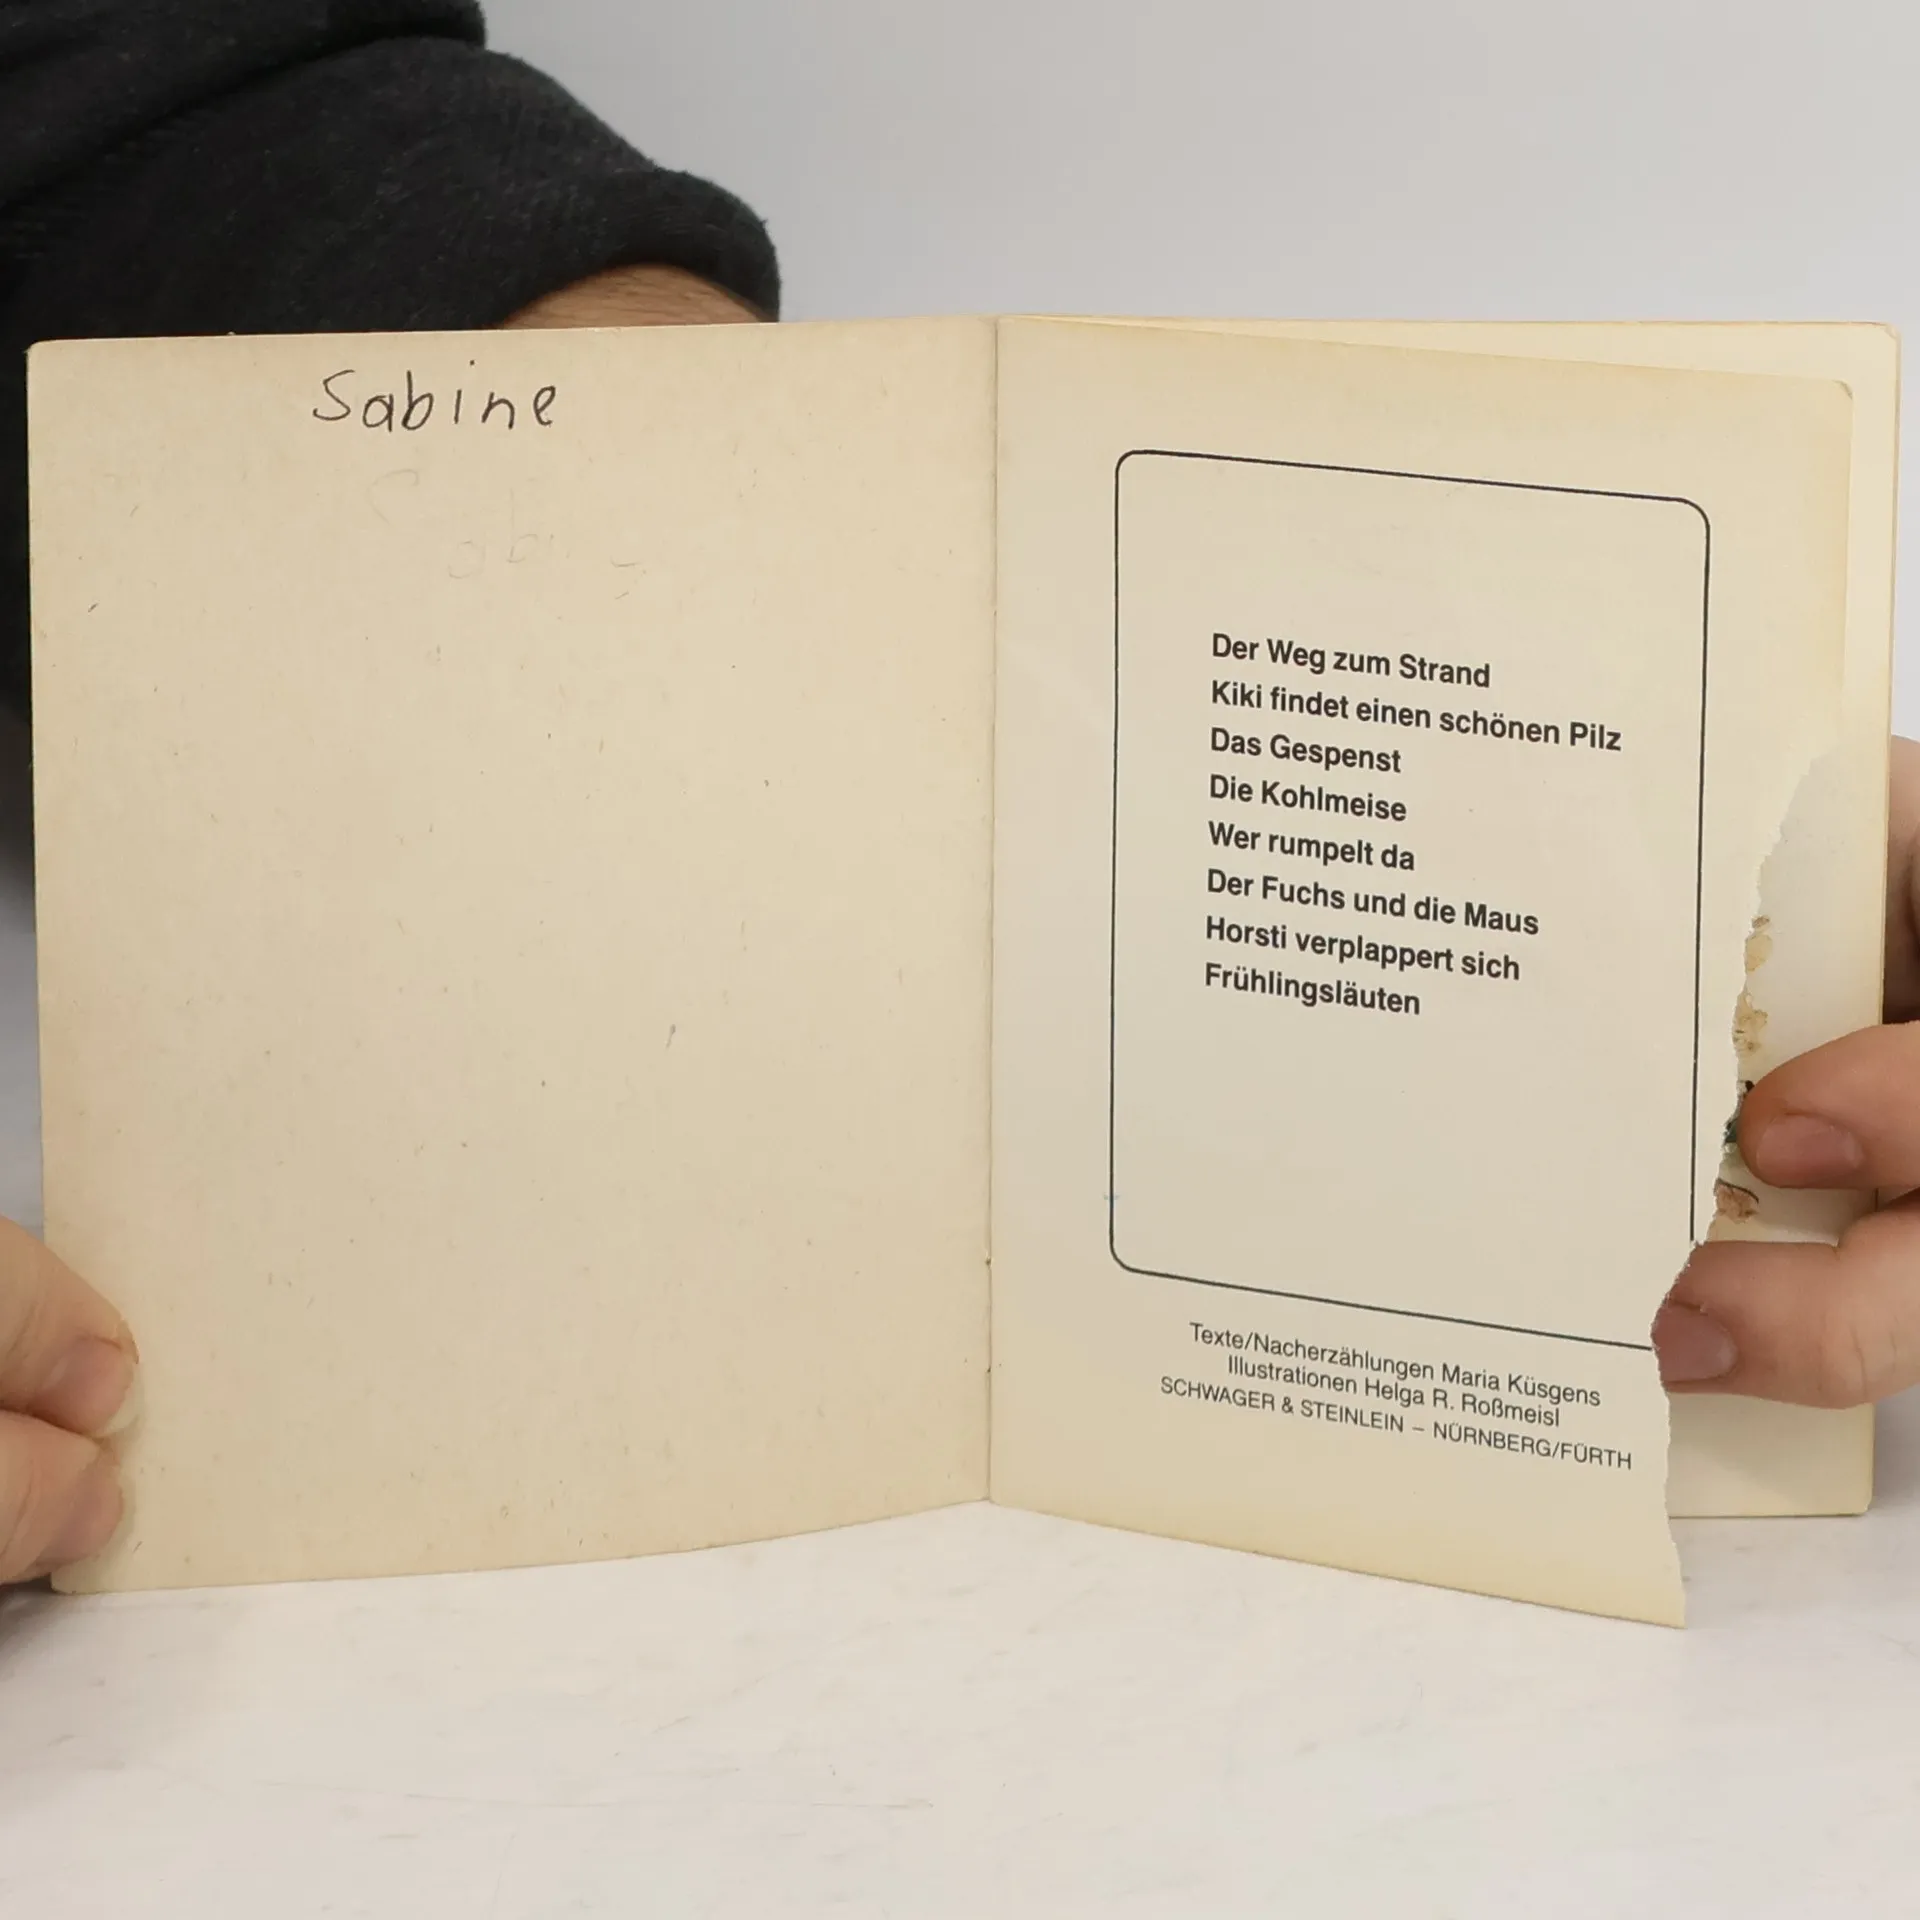 Sabine
Der Weg zum Strand
Kiki findet einen schönen Pilz
Das Gespenst
Die Kohlmeise
Wer rumpelt da
Der Fuchs und die Maus
Horsti verplappert sich
Frühlingsläuten
Texte/Nacherzählungen Maria Küsgens
Illustrationen Helga R. Roßmeisl
SCHWAGER & STEINLEIN – NÜRNBERG/FÜRTH